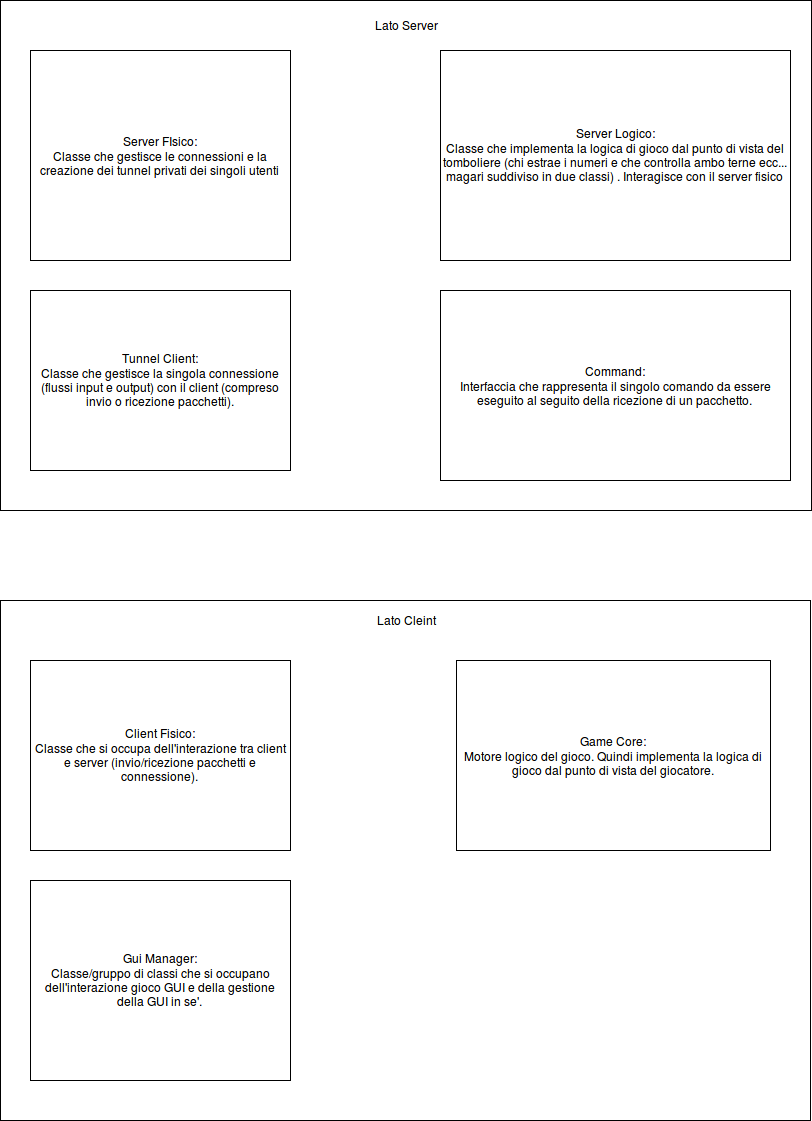 Lato Server
Server FIsico:
Classe che gestisce le connessioni e la
creazione dei tunnel privati dei singoli utenti
Server Logico:
Classe che implementa la logica di gioco dal punto di vista del
tomboliere (chi estrae i numeri e che controlla ambo terne ecc...
magari suddiviso in due classi) . Interagisce con il server fisico
Tunnel Client:
Classe che gestisce la singola connessione
(flussi input e output) con il client (compreso
invio o ricezione pacchetti).
Command:
Interfaccia che rappresenta il singolo comando da essere
eseguito al seguito della ricezione di un pacchetto.
Lato Cleint
Client Fisico:
Classe che si occupa dell'interazione tra client
e server (invio/ricezione pacchetti e
connessione).
Game Core:
Motore logico del gioco. Quindi implementa la logica di
gioco dal punto di vista del giocatore.
Gui Manager:
Classe/gruppo di classi che si occupano
dell'interazione gioco GUI e della gestione
della GUI in se'.